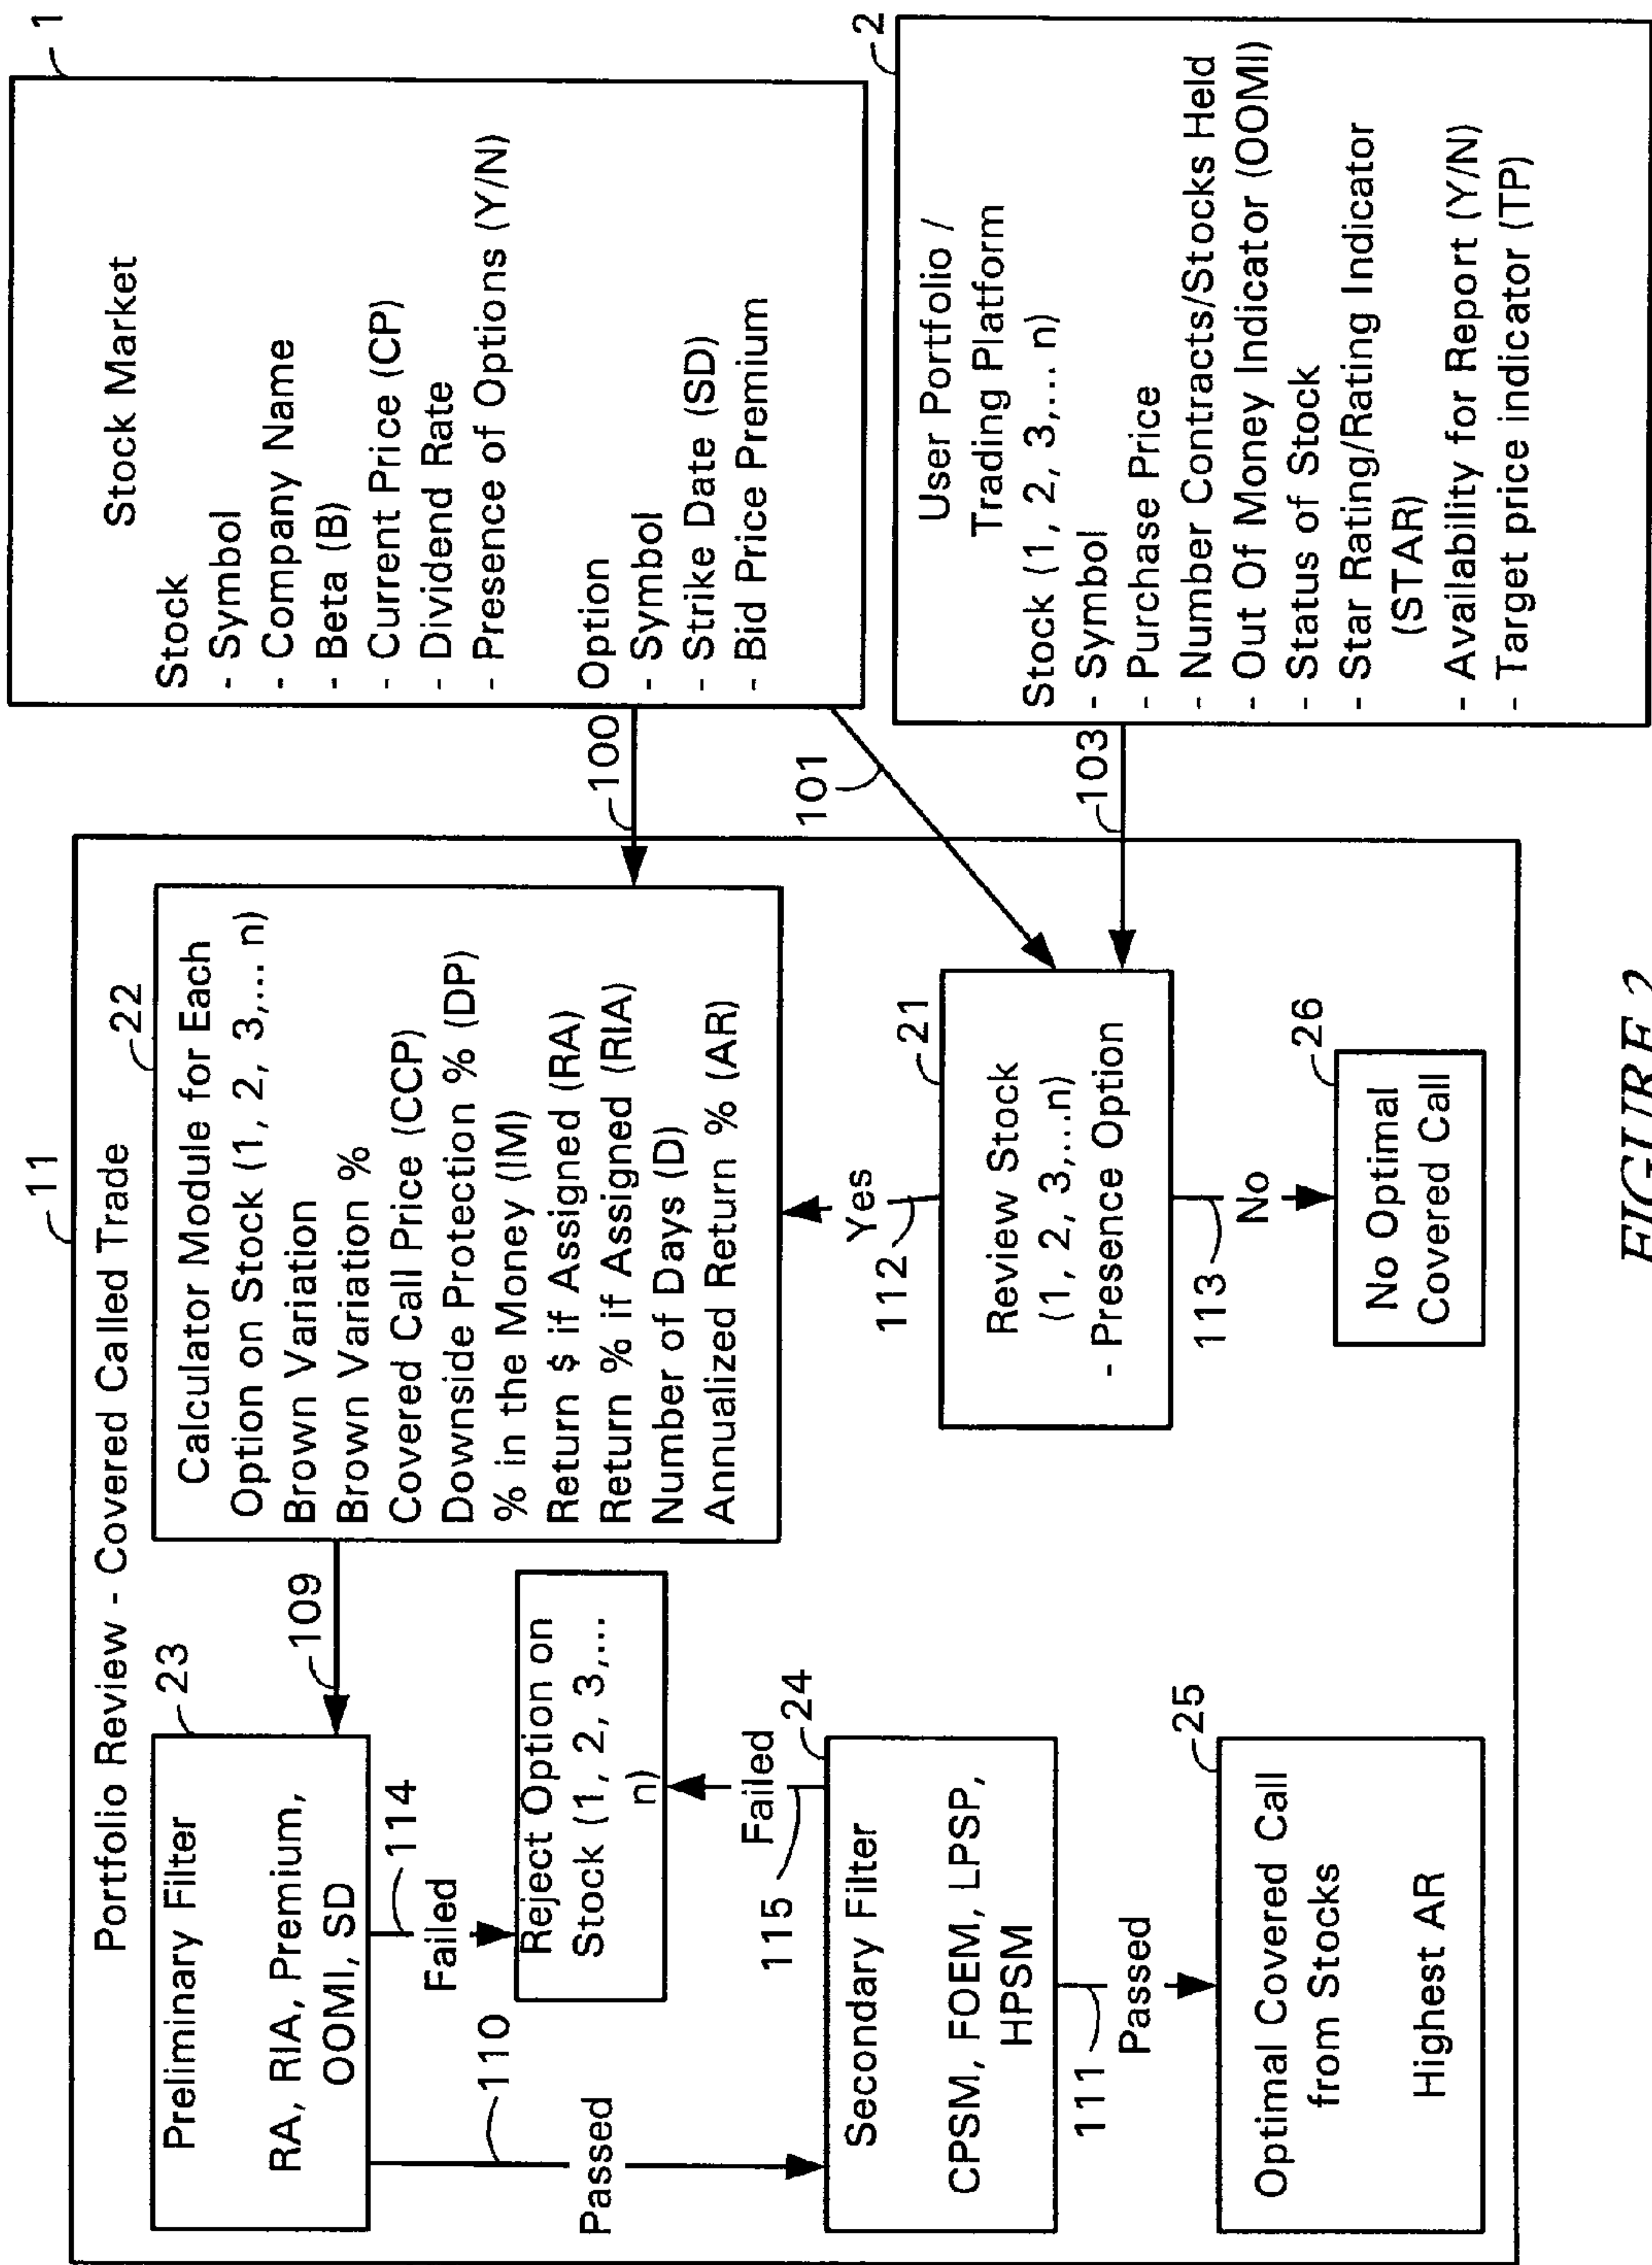 11
Portfolio Review - Covered Called Trade
23
Preliminary Filter
RA, RIA, Premium,
OOMI, SD
109
22
Calculator Module for Each
Option on Stock (1, 2, 3,... n)
Brown Variation
Brown Variation %
Covered Call Price (CCP)
Downside Protection % (DP)
% in the Money (IM)
Return $ if Assigned (RA)
Return % if Assigned (RIA)
Number of Days (D)
Annualized Return % (AR)
100
1
Stock Market
Stock
- Symbol
- Company Name
- Beta (B)
- Current Price (CP)
- Dividend Rate
- Presence of Options (Y/N)
Option
- Symbol
- Strike Date (SD)
- Bid Price Premium
110
Passed
114
Failed
Reject Option on
Stock (1, 2, 3,...
n)
115
Failed
24
Secondary Filter
CPSM, FOEM, LPSP,
HPSM
111
Passed
25
Optimal Covered Call
from Stocks
Highest AR
112
Yes
21
Review Stock
(1, 2, 3,...n)
- Presence Option
113
No
26
No Optimal
Covered Call
101
103
2
User Portfolio /
Trading Platform
Stock (1, 2, 3,... n)
- Symbol
- Purchase Price
- Number Contracts/Stocks Held
- Out Of Money Indicator (OOMI)
- Status of Stock
- Star Rating/Rating Indicator
(STAR)
- Availability for Report (Y/N)
- Target price indicator (TP)
FIGURE 2